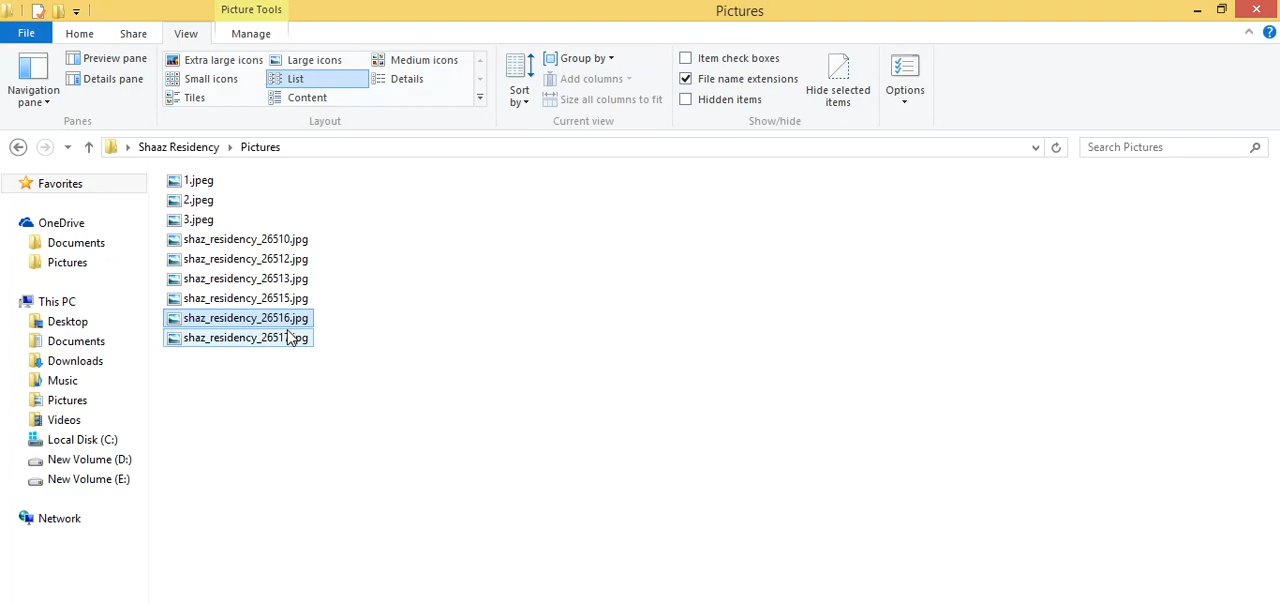 Picture Tools
Pictures
File Home Share View Manage
Navigation pane
Preview pane
Details pane
Panes
Extra large icons Large icons Medium icons
Small icons List Details
Tiles Content
Layout
Sort by
Group by
Add columns
Size all columns to fit
Current view
Item check boxes
File name extensions
Hidden items
Hide selected items
Show/hide
Options
Shaaz Residency Pictures
Search Pictures
Favorites
OneDrive
Documents
Pictures
This PC
Desktop
Documents
Downloads
Music
Pictures
Videos
Local Disk (C:)
New Volume (D:)
New Volume (E:)
Network
1.jpeg
2.jpeg
3.jpeg
shaz_residency_26510.jpg
shaz_residency_26512.jpg
shaz_residency_26513.jpg
shaz_residency_26515.jpg
shaz_residency_26516.jpg
shaz_residency_26517.jpg